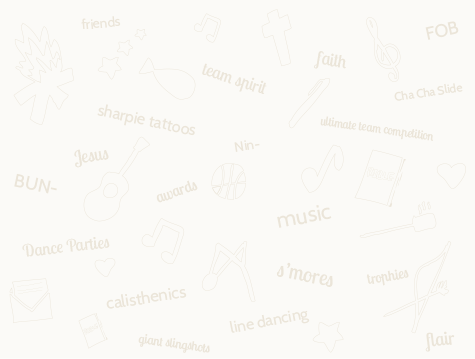 friends
FOB
faith
team spirit
Cha Cha Slide
sharpie tattoos
ultimate team competition
Nin-
Jesus
BUN-
awards
music
Dance Parties
s'mores
trophies
calisthenics
line dancing
giant slingshots
flair